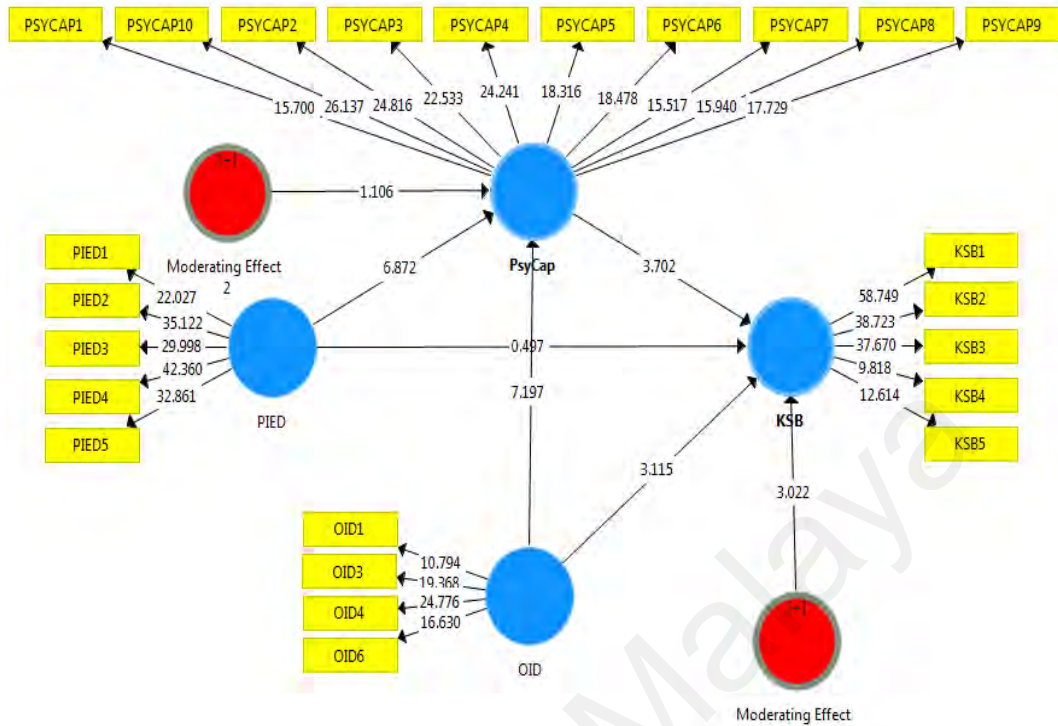 PSYCAP1 PSYCAP10 PSYCAP2 PSYCAP3 PSYCAP4 PSYCAP5 PSYCAP6 PSYCAP7 PSYCAP8 PSYCAP9
15.700 26.137 24.816 22.533 24.241 18.316 18.478 15.517 15.940 17.729
1.106
Moderating Effect
2
PsyCap
PIED1
PIED2
PIED3
PIED4
PIED5
22.027
35.122
29.998
42.360
32.861
PIED
6.872
3.702
0.497
7.197
KSB1
KSB2
KSB3
KSB4
KSB5
58.749
38.723
37.670
9.818
12.614
KSB
3.115
3.022
OID1
OID3
OID4
OID6
10.794
19.368
24.776
16.630
OID
Moderating Effect
Malaya